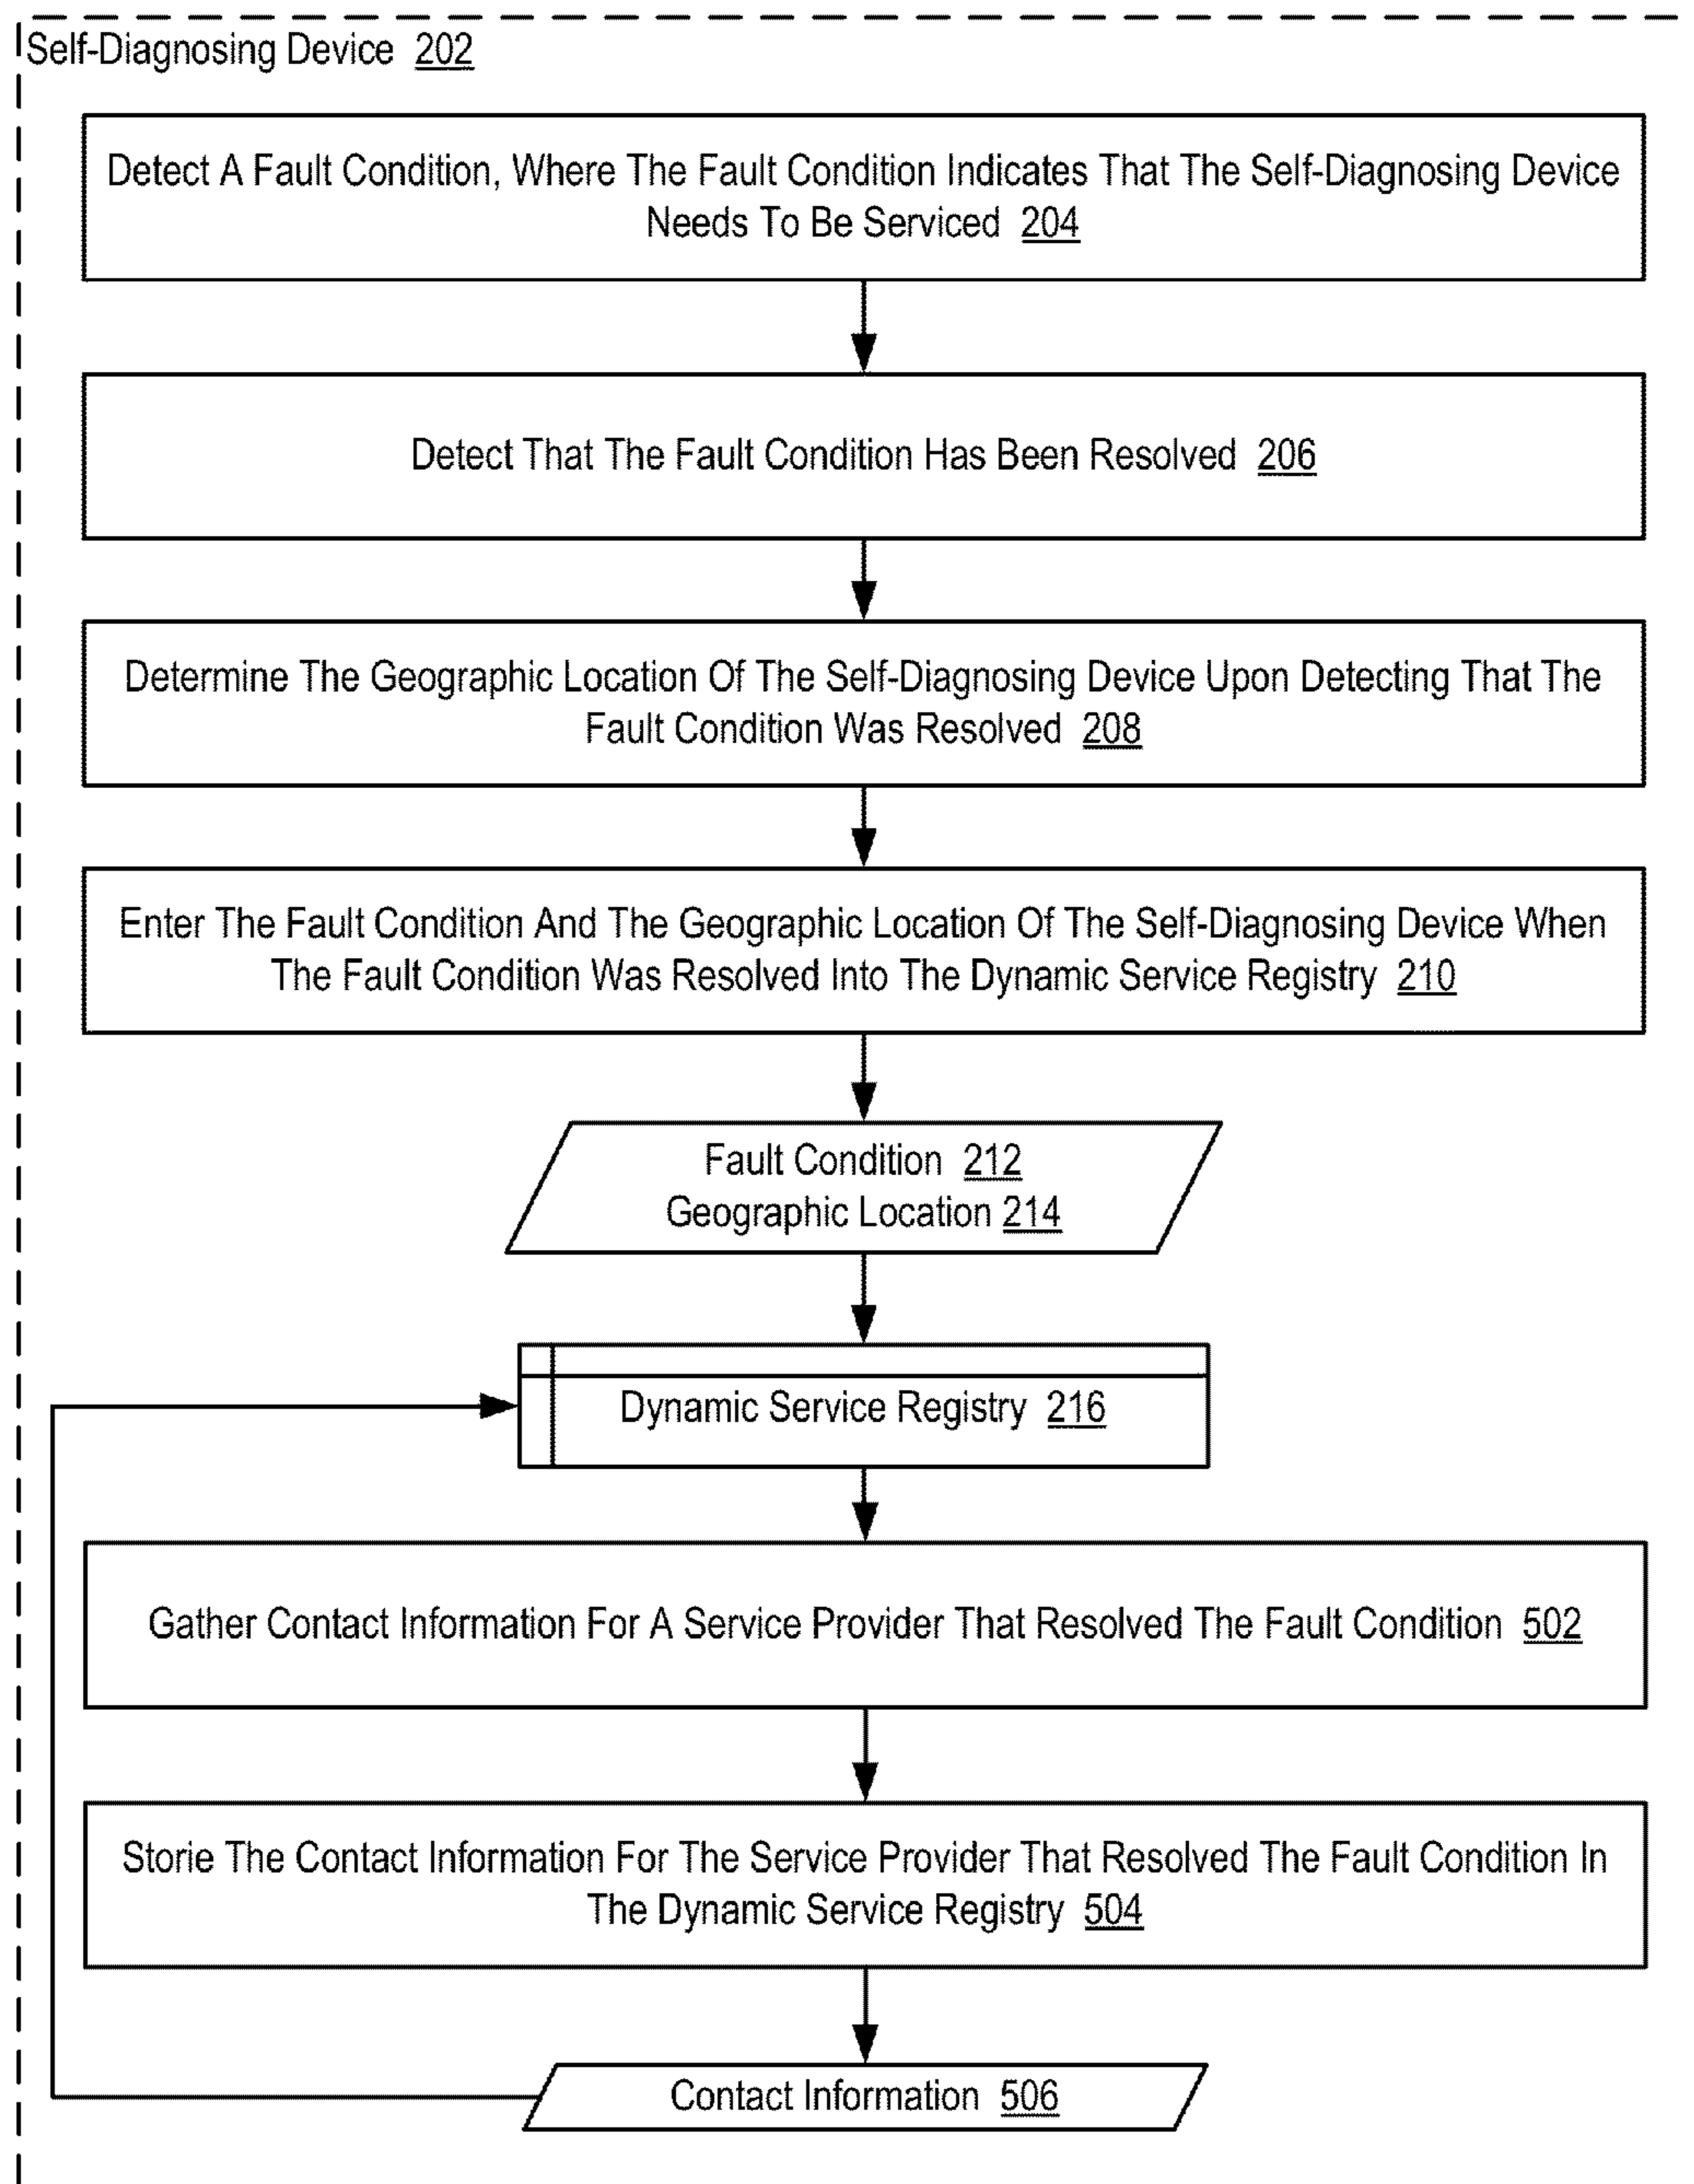 Self-Diagnosing Device 202
Detect A Fault Condition, Where The Fault Condition Indicates That The Self-Diagnosing Device
Needs To Be Serviced 204
Detect That The Fault Condition Has Been Resolved 206
Determine The Geographic Location Of The Self-Diagnosing Device Upon Detecting That The
Fault Condition Was Resolved 208
Enter The Fault Condition And The Geographic Location Of The Self-Diagnosing Device When
The Fault Condition Was Resolved Into The Dynamic Service Registry 210
Fault Condition 212
Geographic Location 214
Dynamic Service Registry 216
Gather Contact Information For A Service Provider That Resolved The Fault Condition 502
Storie The Contact Information For The Service Provider That Resolved The Fault Condition In
The Dynamic Service Registry 504
Contact Information 506